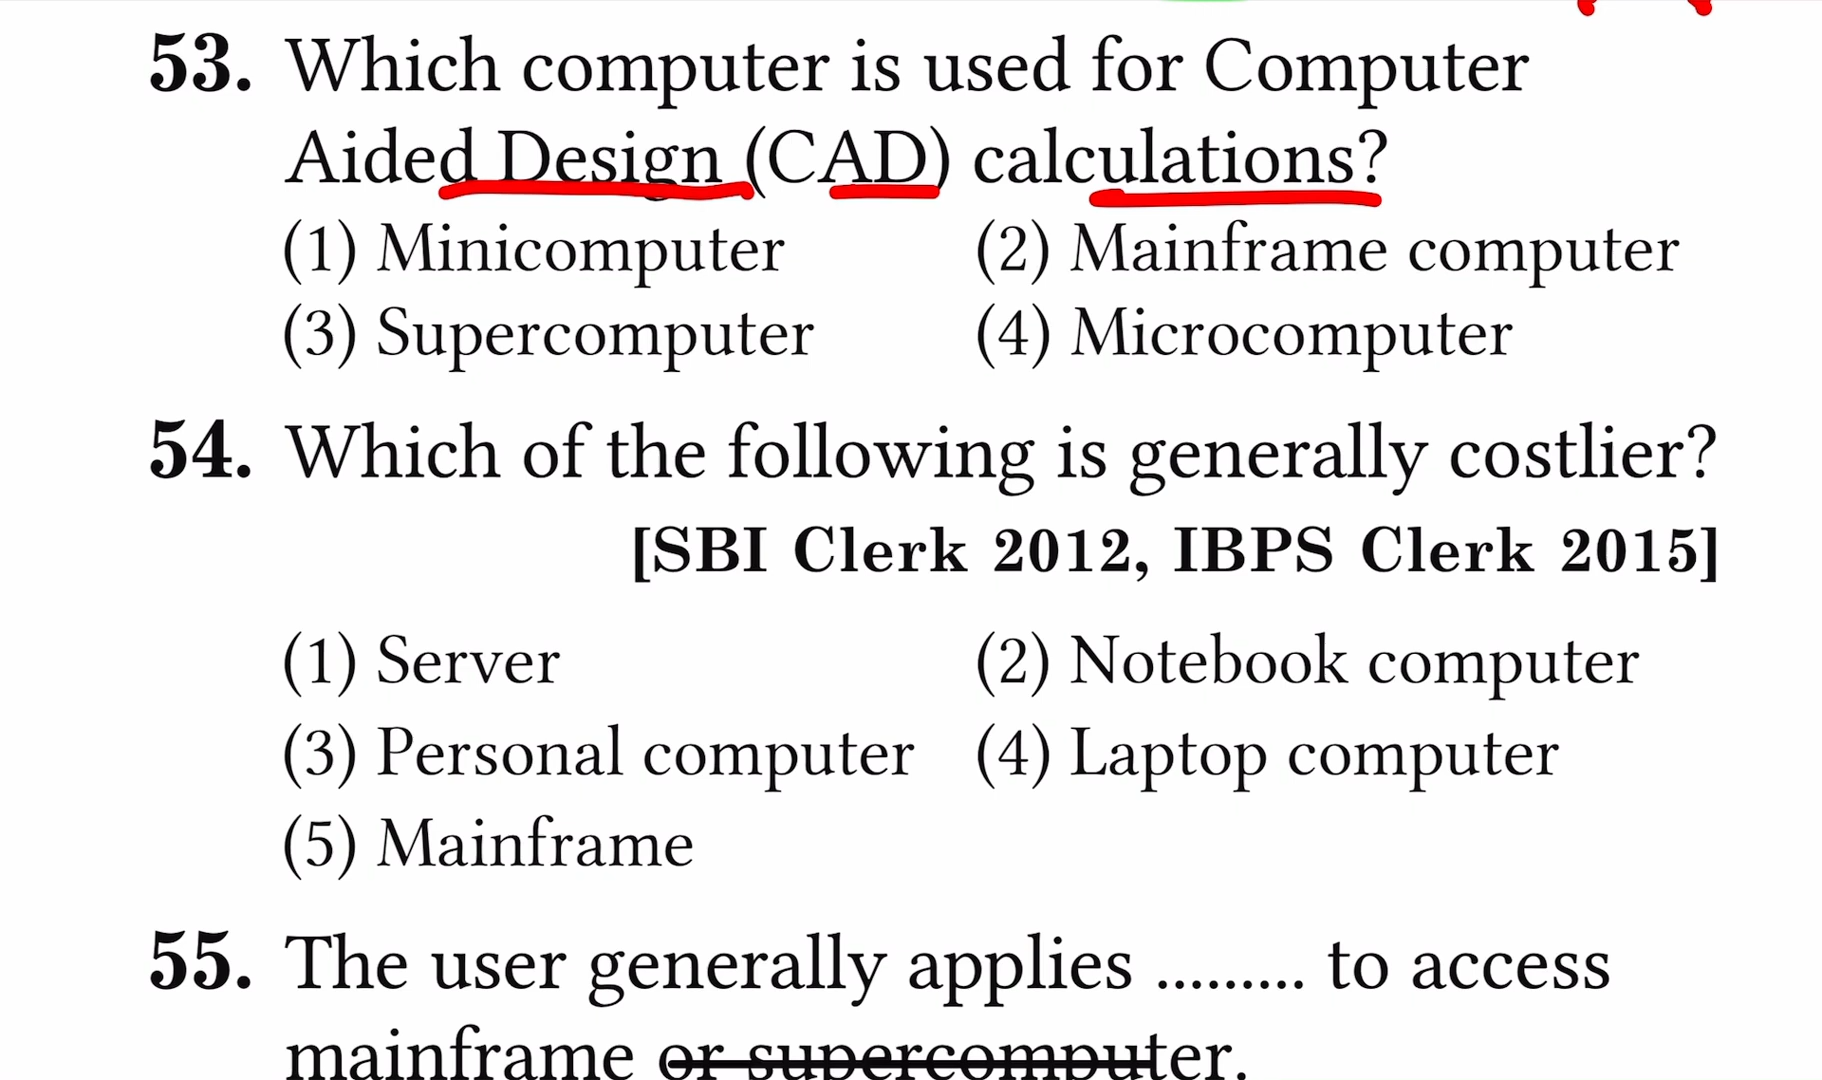 53. Which computer is used for Computer
Aided Design (CAD) calculations?
(1) Minicomputer (2) Mainframe computer
(3) Supercomputer (4) Microcomputer
54. Which of the following is generally costlier?
[SBI Clerk 2012, IBPS Clerk 2015]
(1) Server (2) Notebook computer
(3) Personal computer (4) Laptop computer
(5) Mainframe
55. The user generally applies ......... to access
mainframe or supercomputer.